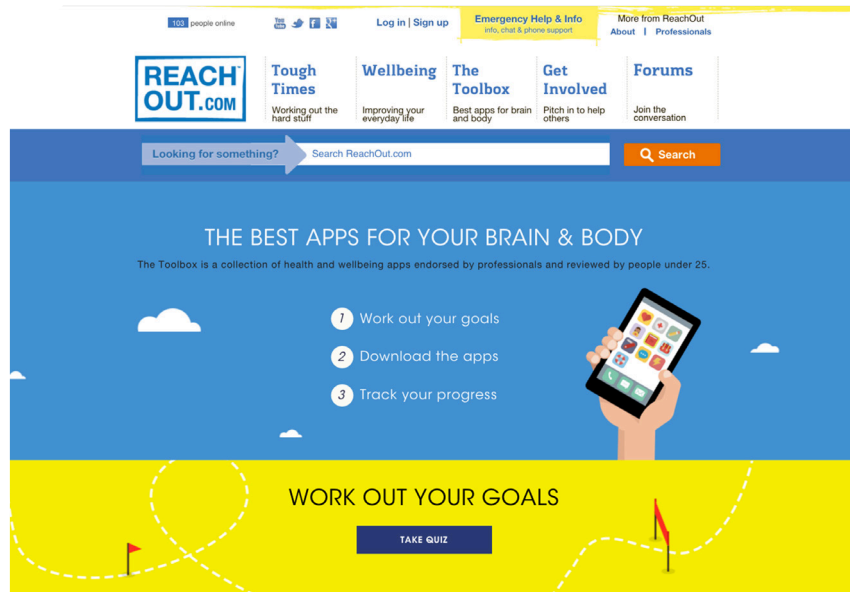 103 people online
You Tube
Log in | Sign up
Emergency Help & Info
info, chat & phone support
More from ReachOut
About | Professionals
REACH
OUT.COM
Tough
Times
Working out the
hard stuff
Wellbeing
Improving your
everyday life
The
Toolbox
Best apps for brain
and body
Get
Involved
Pitch in to help
others
Forums
Join the
conversation
Looking for something?
Search ReachOut.com
Search
THE BEST APPS FOR YOUR BRAIN & BODY
The Toolbox is a collection of health and wellbeing apps endorsed by professionals and reviewed by people under 25.
1 Work out your goals
2 Download the apps
3 Track your progress
WORK OUT YOUR GOALS
TAKE QUIZ